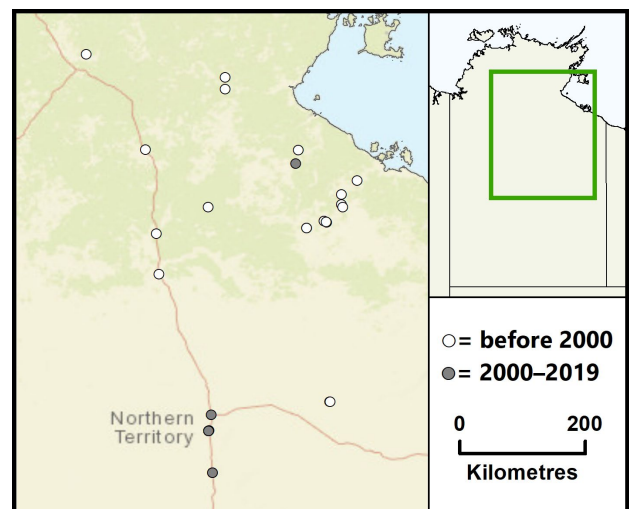 Northern
Territory
= before 2000
= 2000–2019
0 200
Kilometres